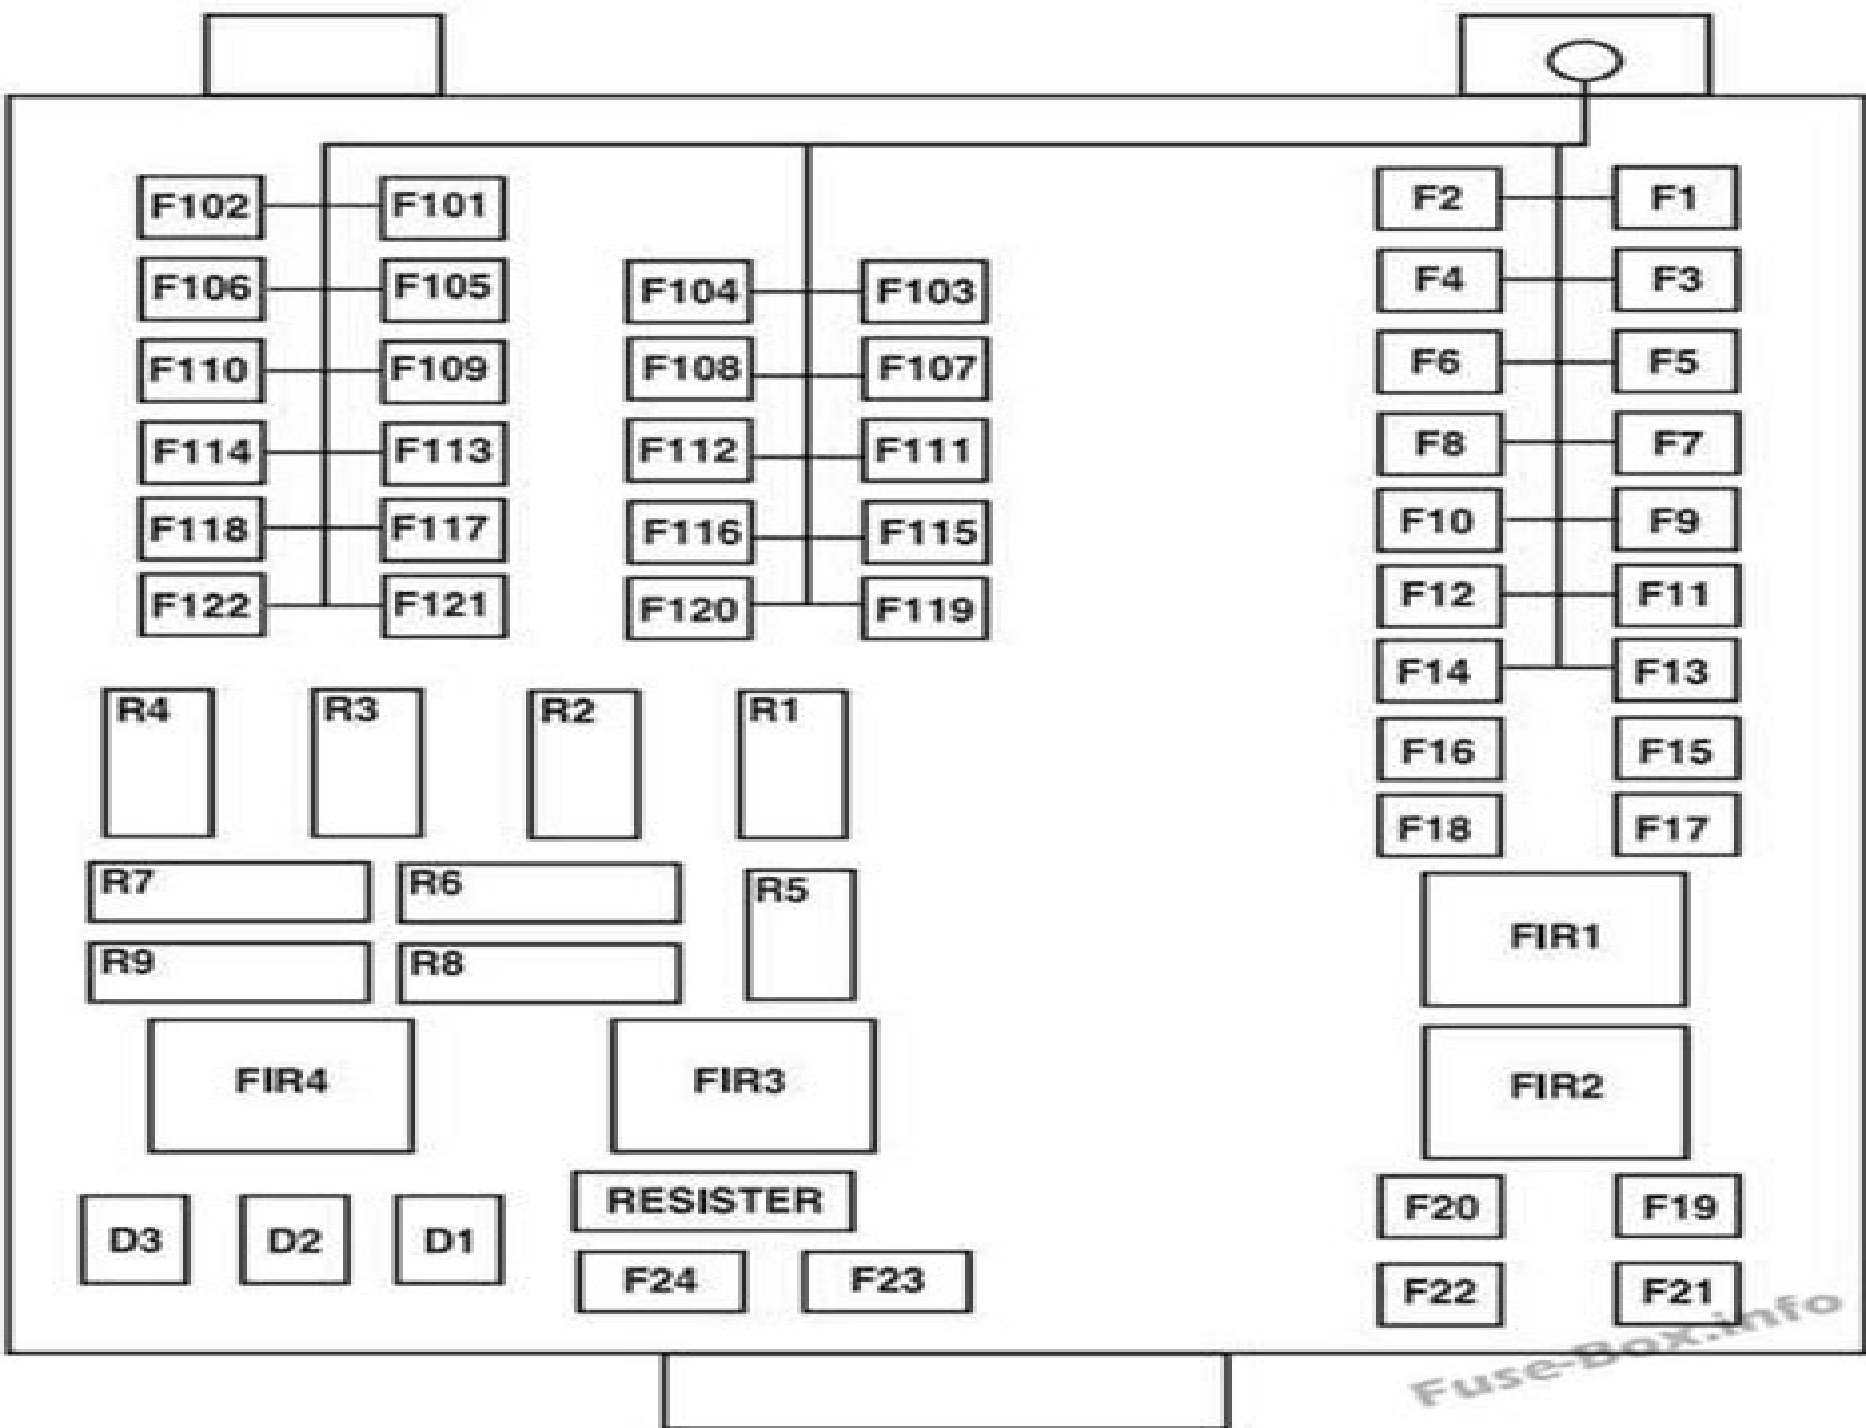 F102 F101 F2 F1
F106 F105 F104 F103 F4 F3
F110 F109 F108 F107 F6 F5
F114 F113 F112 F111 F8 F7
F118 F117 F116 F115 F10 F9
F122 F121 F120 F119 F12 F11
F14 F13
R4 R3 R2 R1
F16 F15
F18 F17
R7 R6 R5
FIR1
R9 R8
FIR4 FIR3 FIR2
RESISTER
F20 F19
D3 D2 D1
F24 F23 F22 F21
Fuse-Box.info